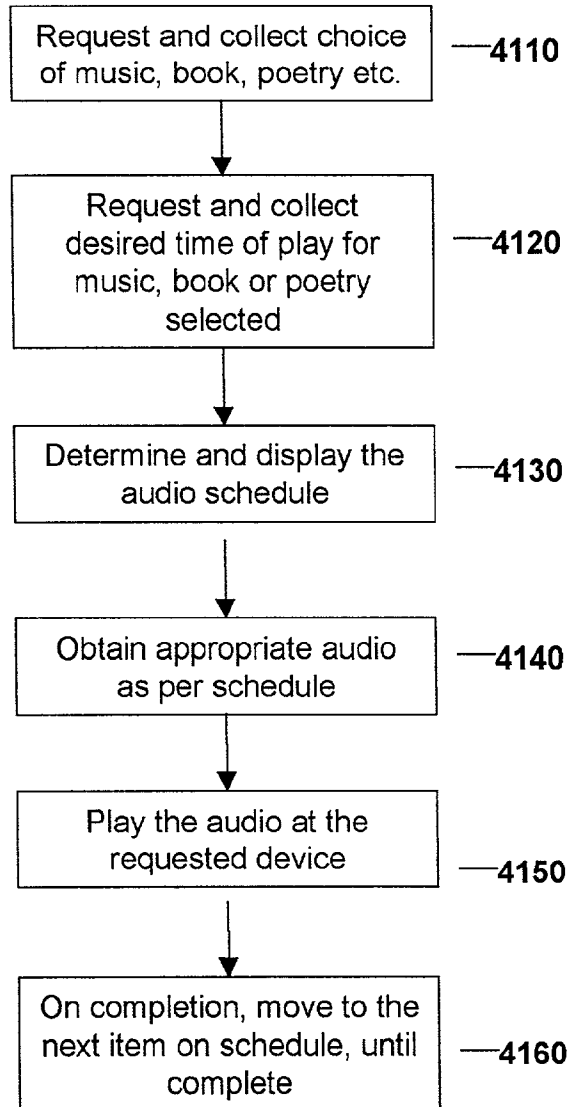 Request and collect choice
of music, book, poetry etc.
4110
Request and collect
desired time of play for
music, book or poetry
selected
4120
Determine and display the
audio schedule
4130
Obtain appropriate audio
as per schedule
4140
Play the audio at the
requested device
4150
On completion, move to the
next item on schedule, until
complete
4160